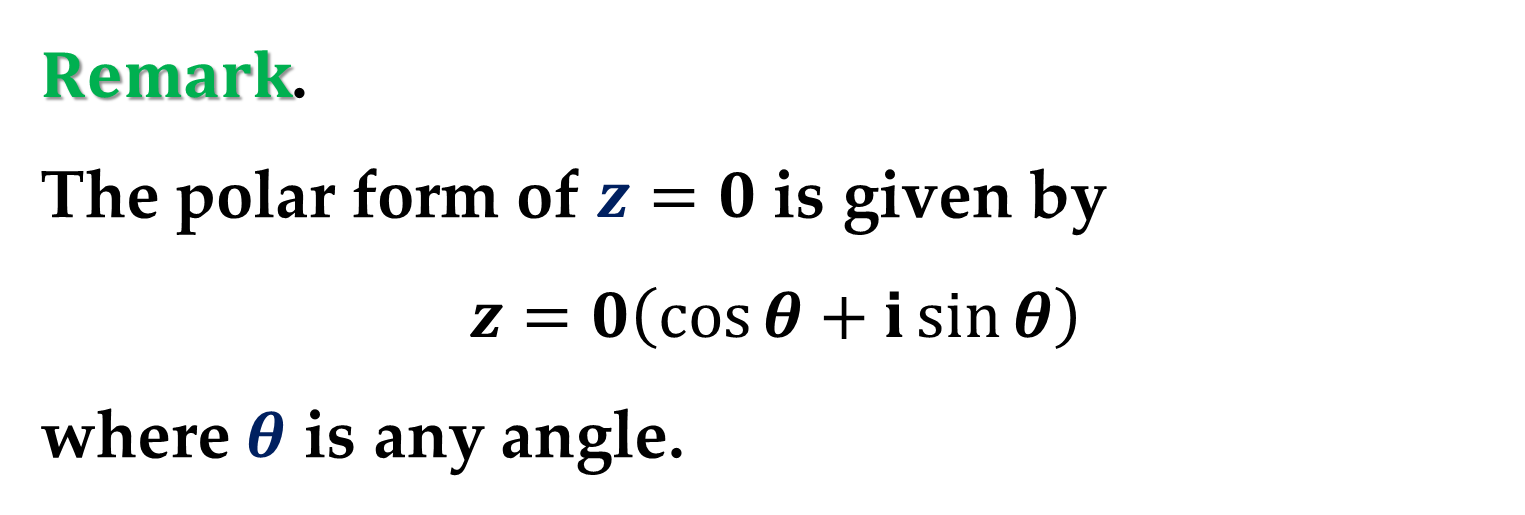 Remark.
The polar form of z = 0 is given by
z = 0(cos θ + i sin θ)
where θ is any angle.